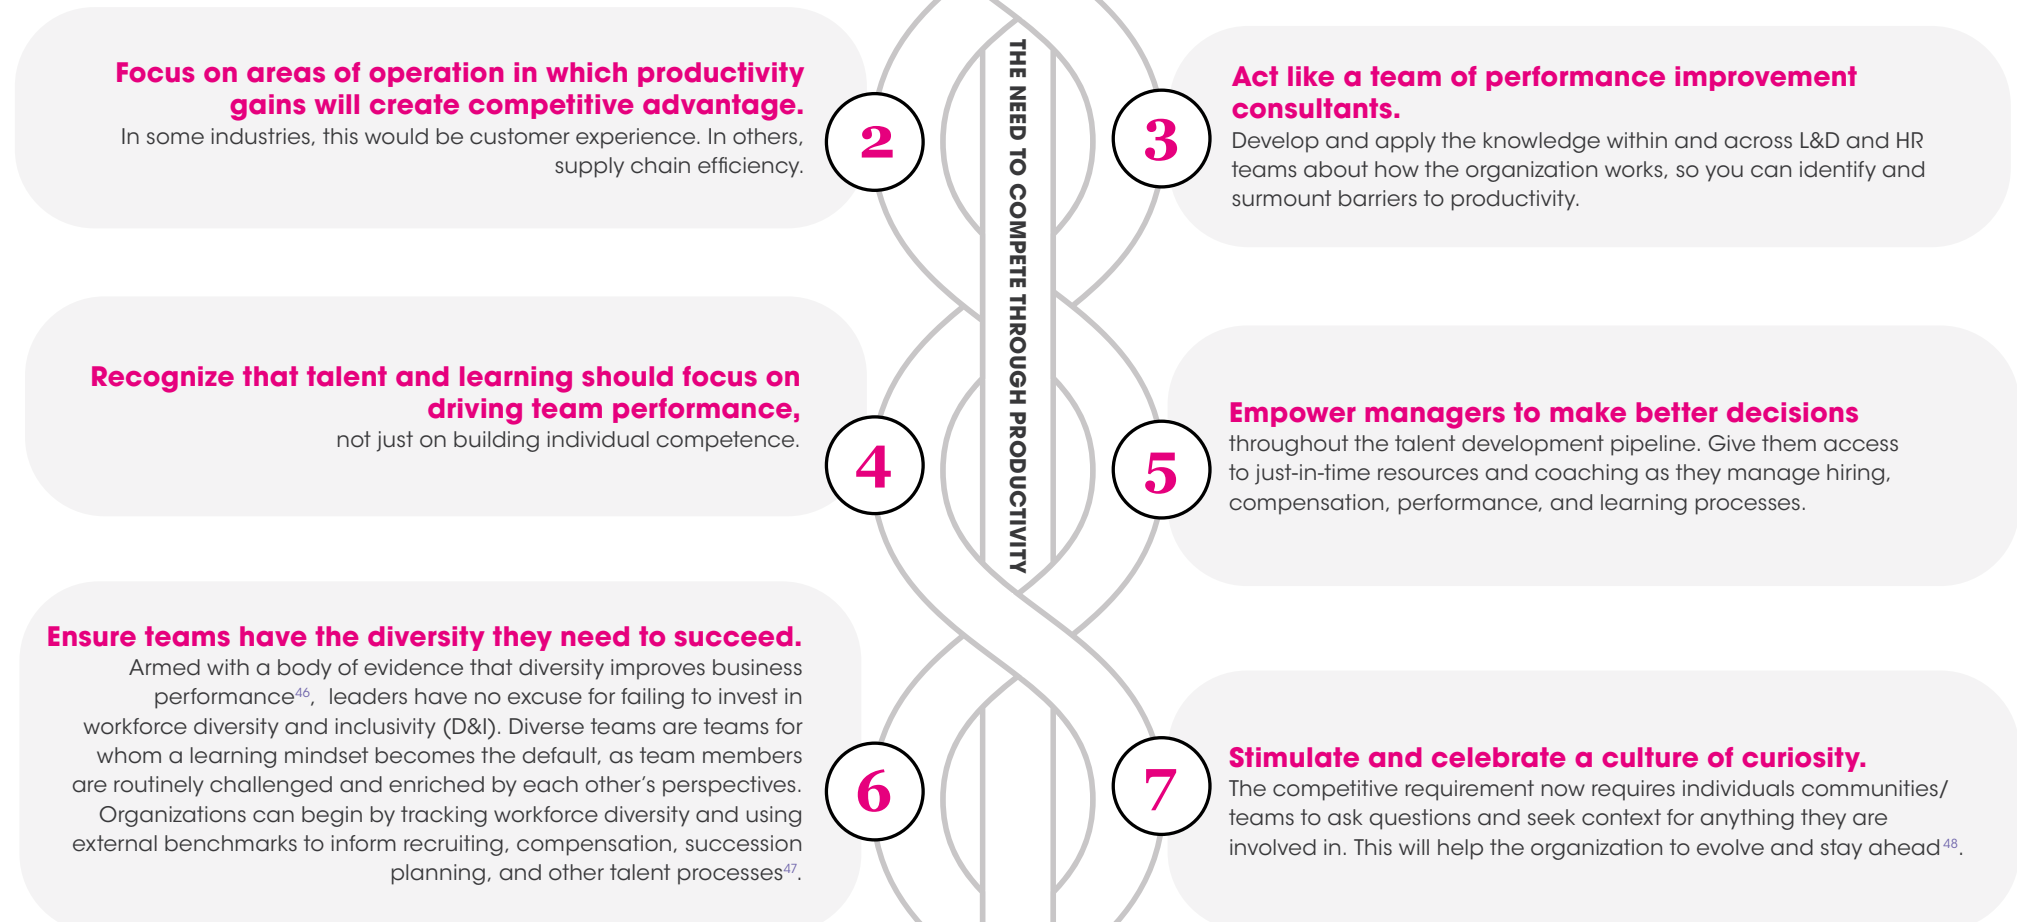 THE NEED TO COMPETE THROUGH PRODUCTIVITY
Focus on areas of operation in which productivity
gains will create competitive advantage.
In some industries, this would be customer experience. In others,
supply chain efficiency.
2
3
Act like a team of performance improvement
consultants.
Develop and apply the knowledge within and across L&D and HR
teams about how the organization works, so you can identify and
surmount barriers to productivity.
Recognize that talent and learning should focus on
driving team performance,
not just on building individual competence.
4
5
Empower managers to make better decisions
throughout the talent development pipeline. Give them access
to just-in-time resources and coaching as they manage hiring,
compensation, performance, and learning processes.
Ensure teams have the diversity they need to succeed.
Armed with a body of evidence that diversity improves business
performance46, leaders have no excuse for failing to invest in
workforce diversity and inclusivity (D&I). Diverse teams are teams for
whom a learning mindset becomes the default, as team members
are routinely challenged and enriched by each other's perspectives.
Organizations can begin by tracking workforce diversity and using
external benchmarks to inform recruiting, compensation, succession
planning, and other talent processes47.
6
7
Stimulate and celebrate a culture of curiosity.
The competitive requirement now requires individuals communities/
teams to ask questions and seek context for anything they are
involved in. This will help the organization to evolve and stay ahead48.